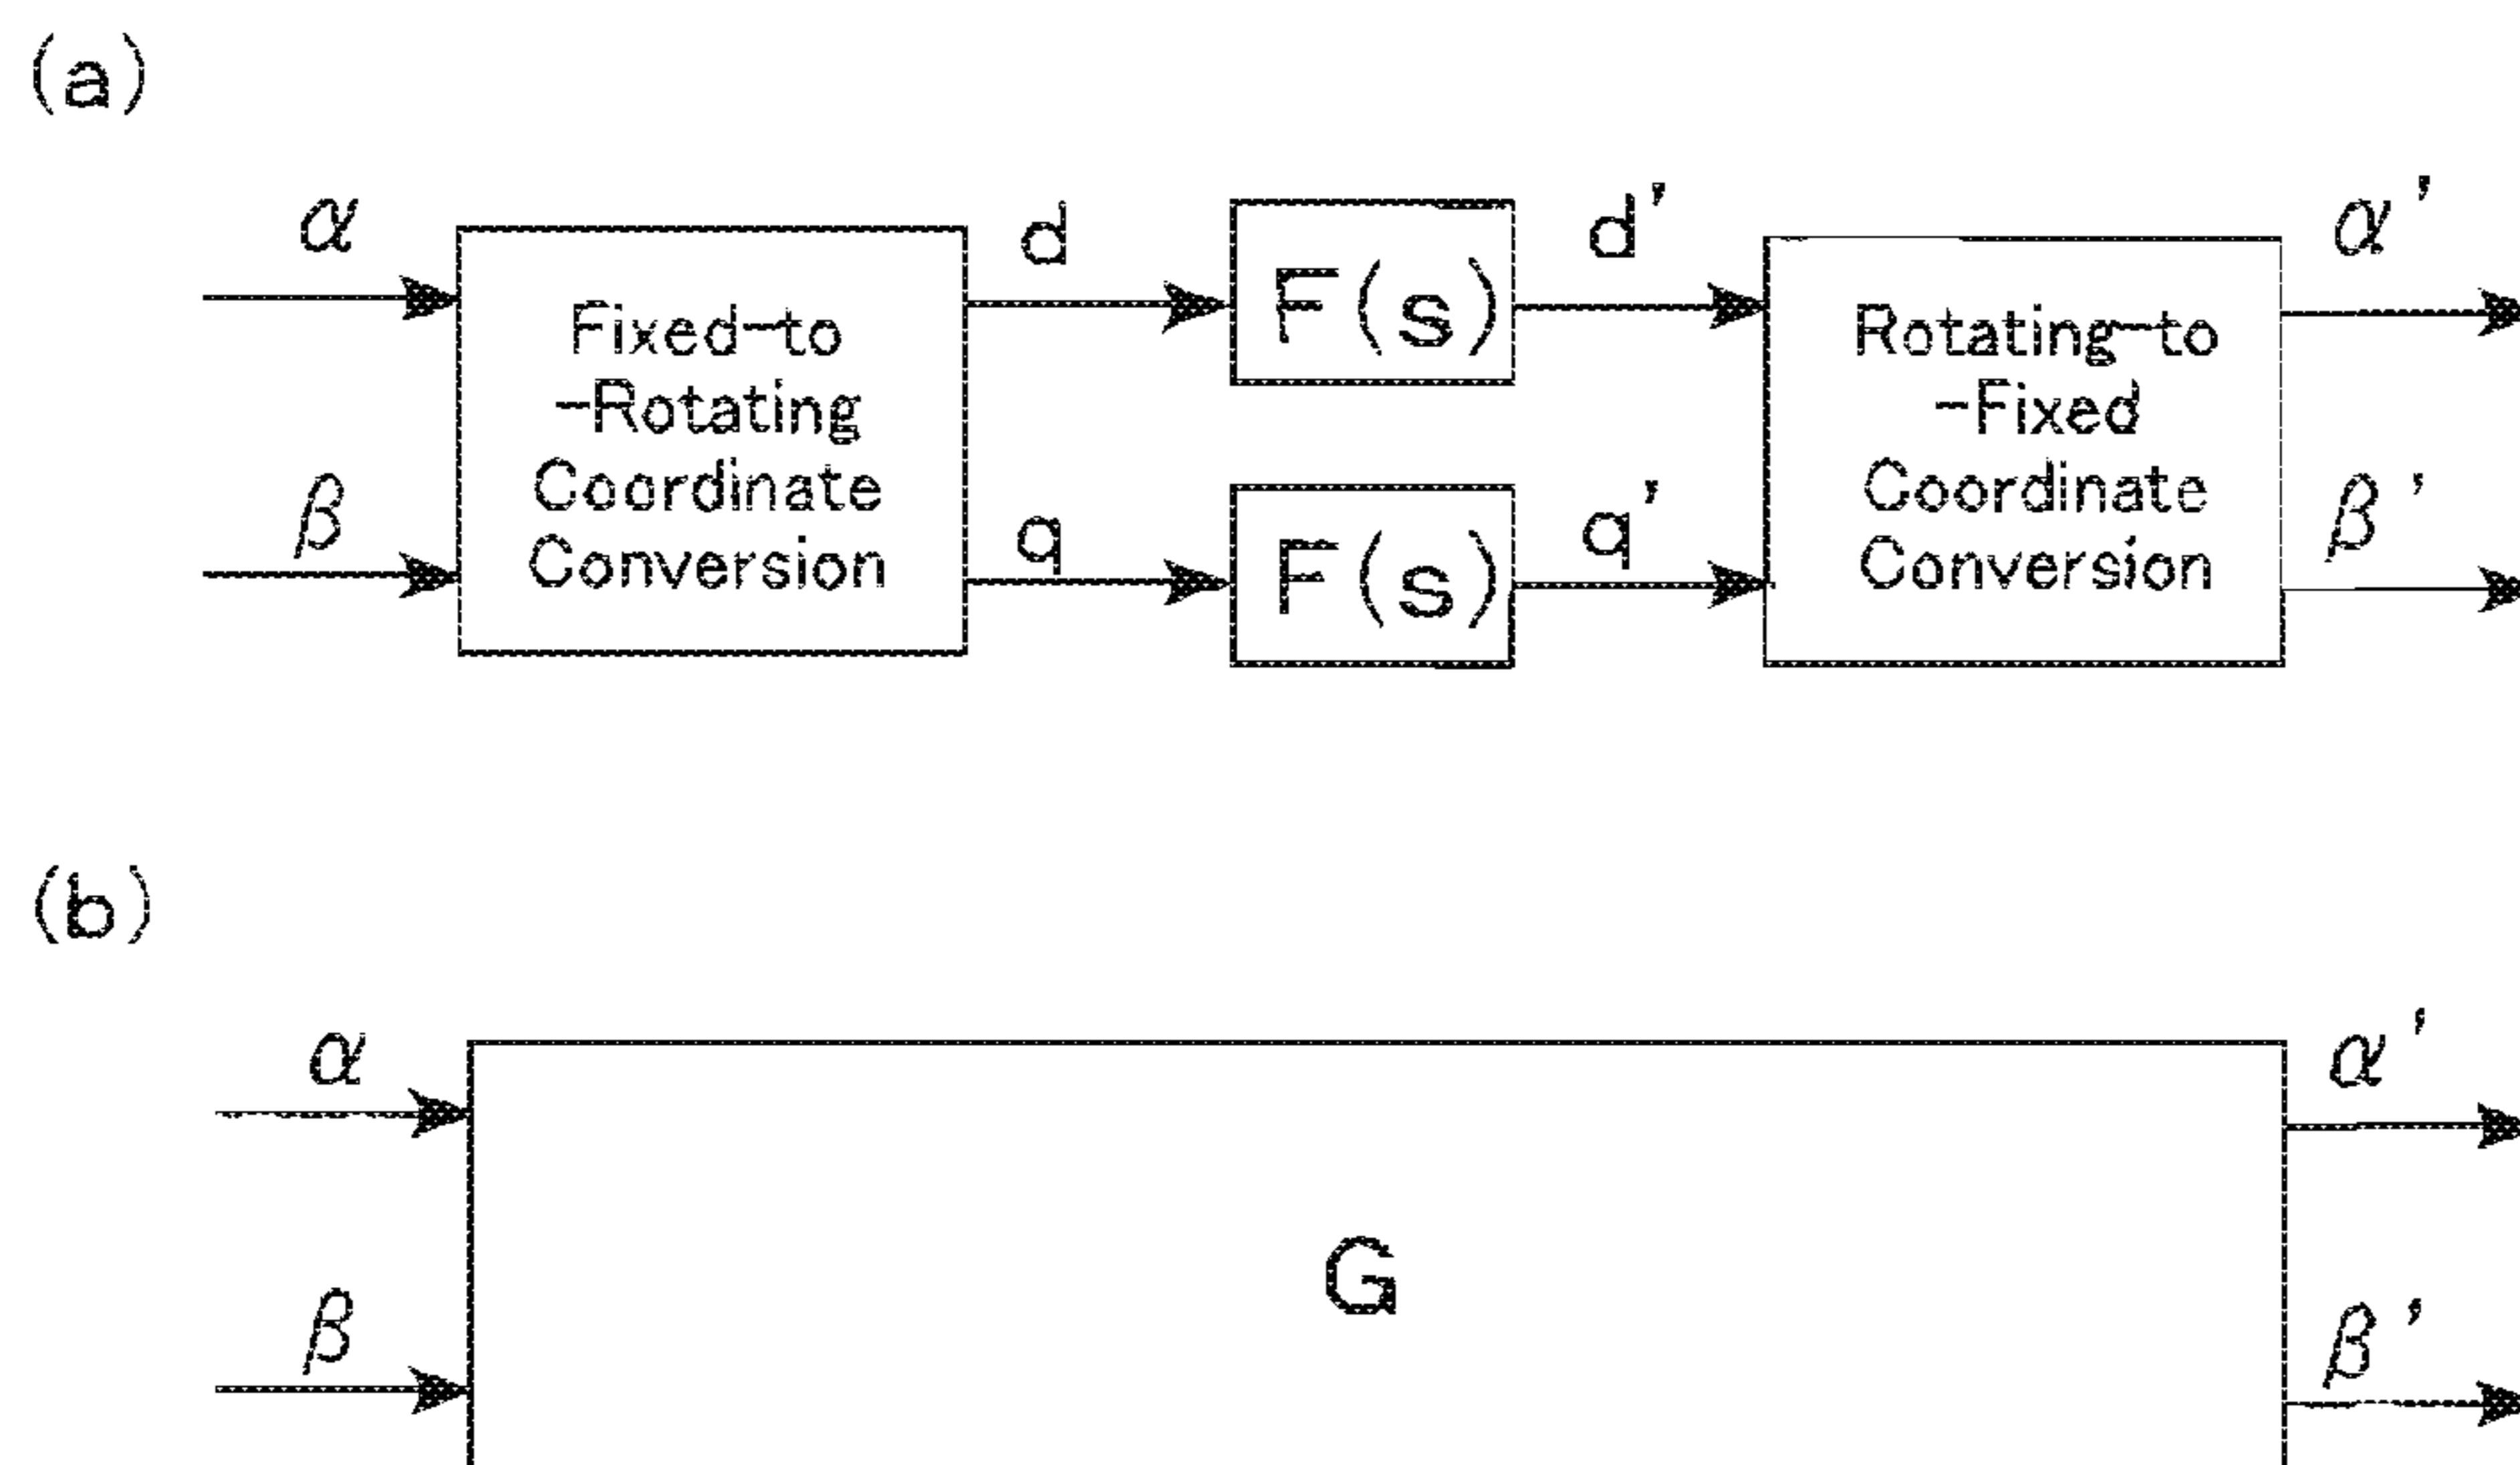 (a)
α
β
Fixed-to
-Rotating
Coordinate
Conversion
d
q
F(s)
F(s)
d'
q'
Rotating-to
-Fixed
Coordinate
Conversion
α'
β'
(b)
α
β
G
α'
β'